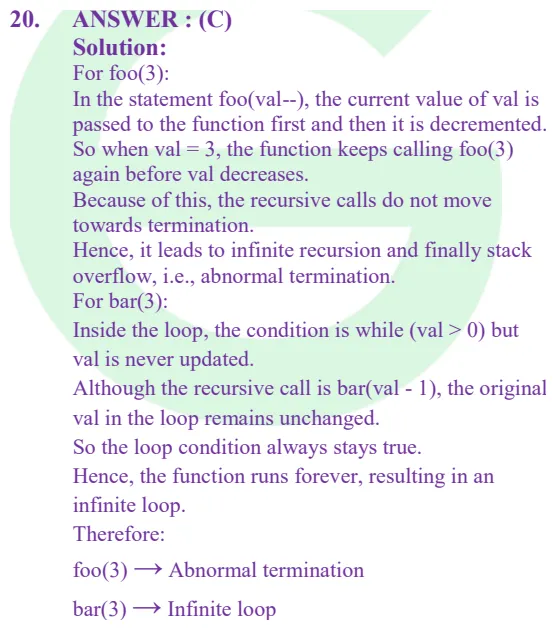 20. ANSWER : (C)
Solution:
For foo(3):
In the statement foo(val--), the current value of val is
passed to the function first and then it is decremented.
So when val = 3, the function keeps calling foo(3)
again before val decreases.
Because of this, the recursive calls do not move
towards termination.
Hence, it leads to infinite recursion and finally stack
overflow, i.e., abnormal termination.
For bar(3):
Inside the loop, the condition is while (val > 0) but
val is never updated.
Although the recursive call is bar(val - 1), the original
val in the loop remains unchanged.
So the loop condition always stays true.
Hence, the function runs forever, resulting in an
infinite loop.
Therefore:
foo(3) → Abnormal termination
bar(3) → Infinite loop